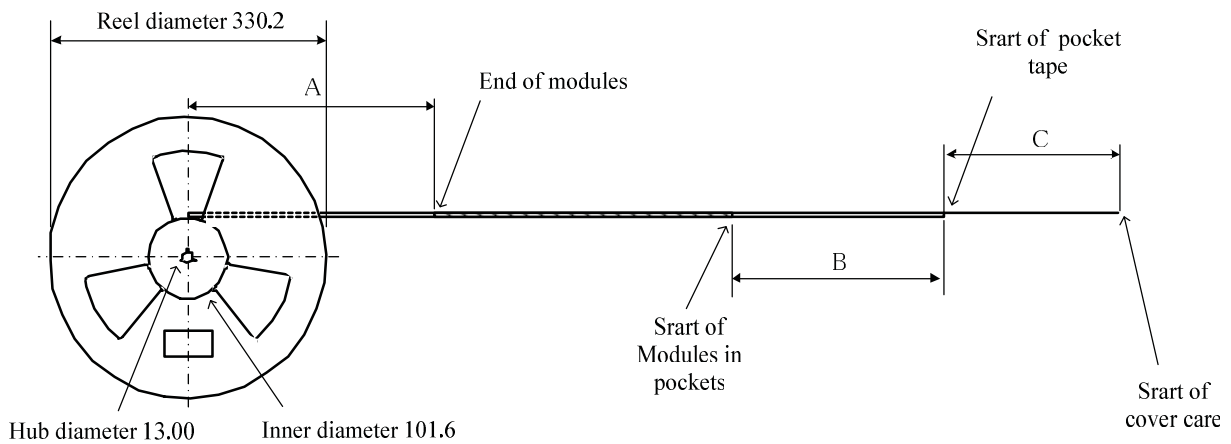 Reel diameter 330.2
A
End of modules
Srart of pocket
tape
C
B
Srart of
Modules in
pockets
Srart of
cover care
Hub diameter 13.00
Inner diameter 101.6